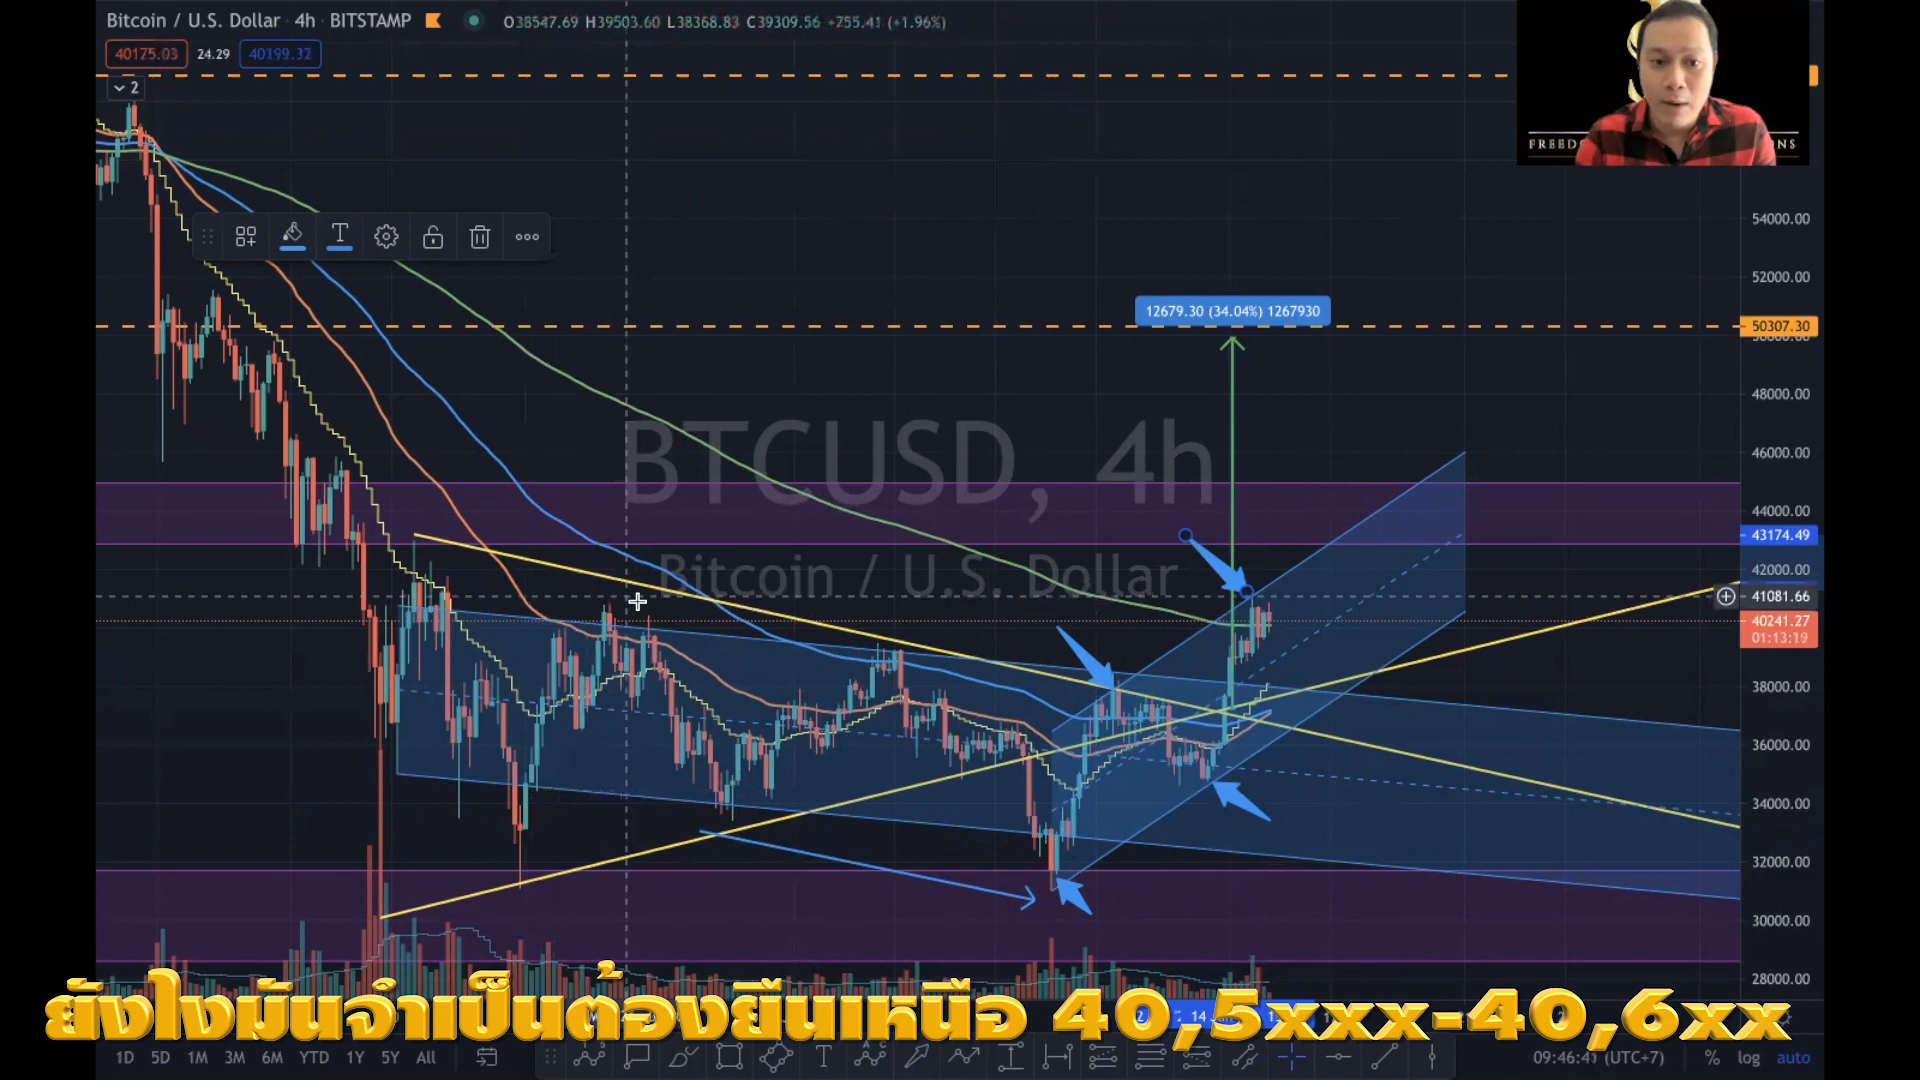 Bitcoin / U.S. Dollar · 4h · BITSTAMP O38547.69 H39503.60 L38368.83 C39309.56 +755.41 (+1.96%)
40175.03 24.29 40199.32
2
54000.00
52000.00
12679.30 (34.04%) 1267930
50307.30
48000.00
BTCUSD, 4h
46000.00
44000.00
43174.49
Bitcoin / U.S. Dollar
42000.00
41081.66
40241.27
01:13:19
38000.00
36000.00
34000.00
32000.00
30000.00
28000.00
ยังไงมันจำเป็นต้องยืนเหนือ 40,5xxx-40,6xx
1D 5D 1M 3M 6M YTD 1Y 5Y All
09:46:41 (UTC+7) % log auto